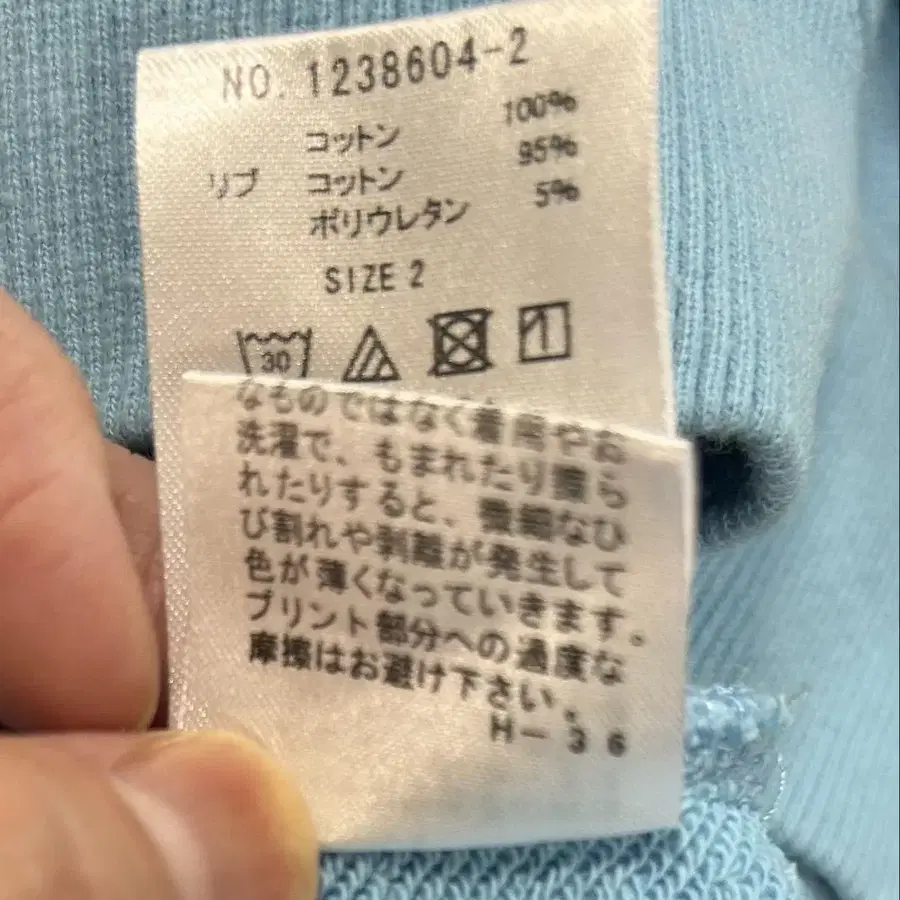 NO. 1238604-2
コットン 100%
リブ コットン 95%
ポリウレタン 5%
SIZE 2
30
1
なものではなく着用やお
洗濯で、もまれたり擦ら
れたりすると、微細なひ
び割れや剥離が発生して
色が薄くなっていきます。
プリント部分への過度な
摩擦はお避け下さい。
H-36